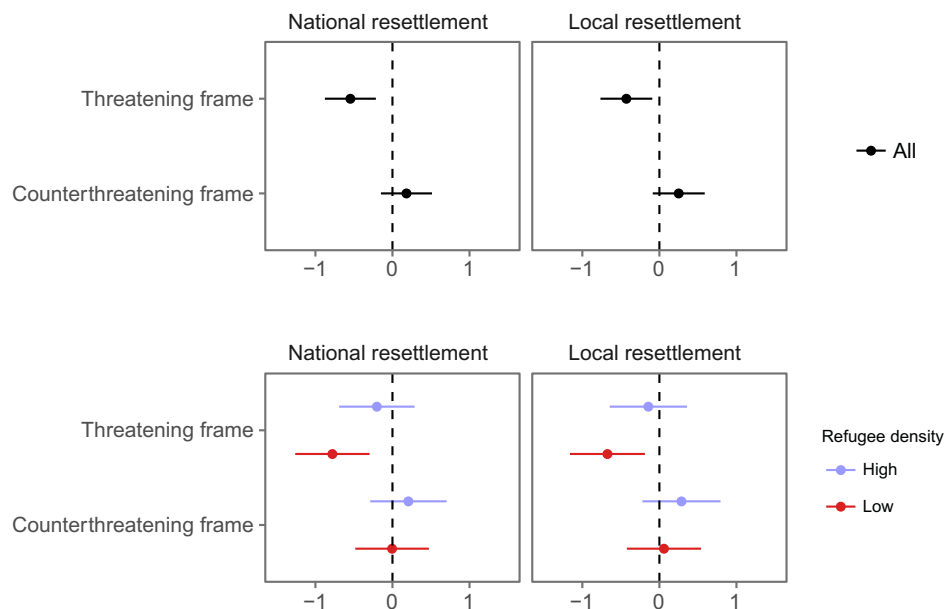 National resettlement
Local resettlement
Threatening frame
Counterthreatening frame
All
−1 0 1
−1 0 1
National resettlement
Local resettlement
Threatening frame
Counterthreatening frame
Refugee density
High
Low
−1 0 1
−1 0 1